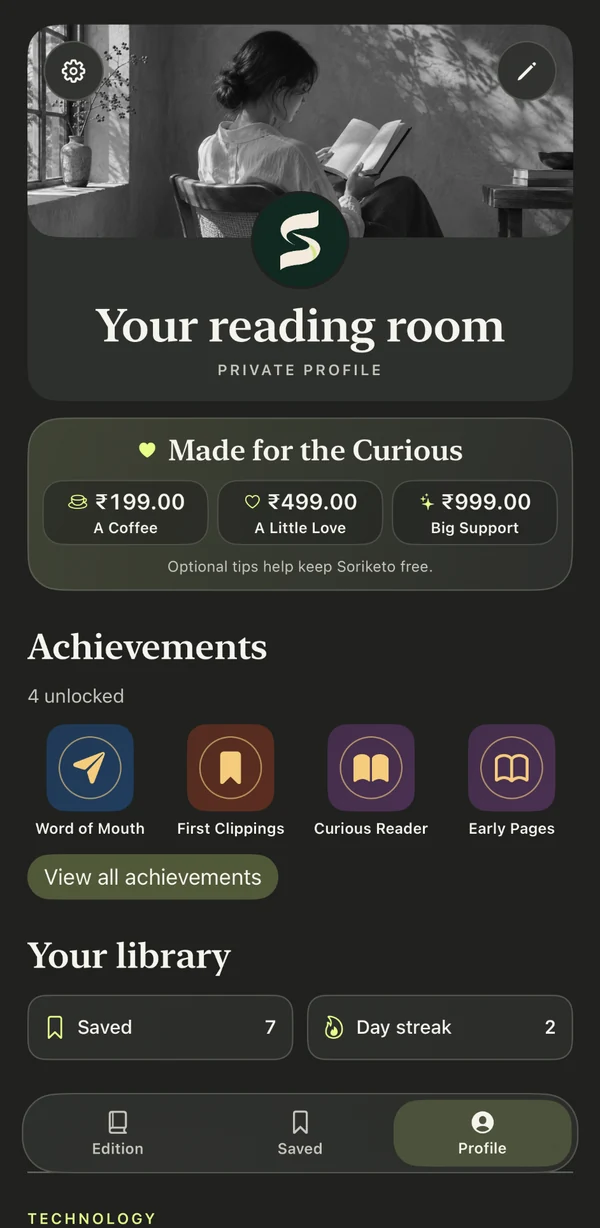 Your reading room
PRIVATE PROFILE
Made for the Curious
₹199.00
A Coffee
₹499.00
A Little Love
₹999.00
Big Support
Optional tips help keep Soriketo free.
Achievements
4 unlocked
Word of Mouth
First Clippings
Curious Reader
Early Pages
View all achievements
Your library
Saved 7
Day streak 2
Edition
Saved
Profile
TECHNOLOGY